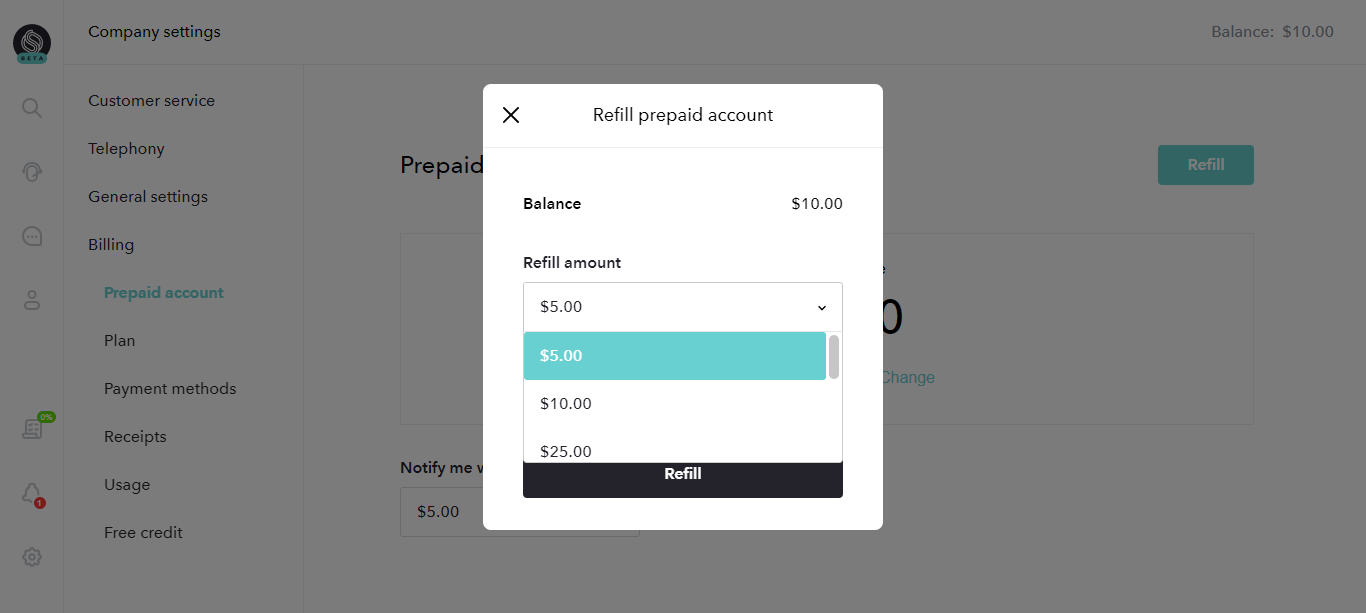 Company settings
Balance: $10.00
BETA
Customer service
Telephony
General settings
Billing
Prepaid account
Plan
Payment methods
Receipts
Usage
Free credit
0%
1
Prepaid
Refill
Change
Notify me
$5.00
Refill prepaid account
Balance
$10.00
Refill amount
$5.00
$5.00
$10.00
$25.00
Refill